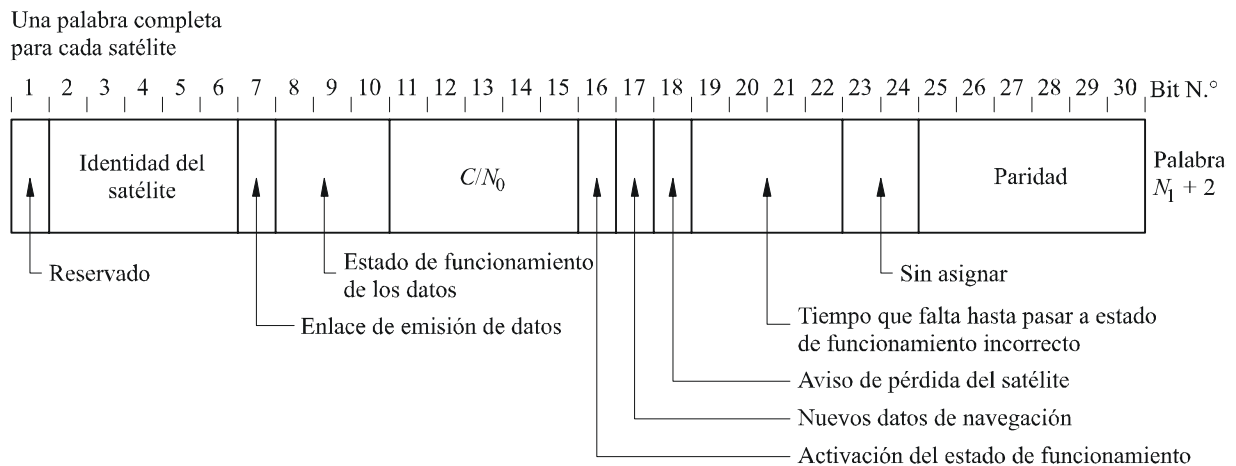 Una palabra completa
para cada satélite
1 2 3 4 5 6 7 8 9 10 11 12 13 14 15 16 17 18 19 20 21 22 23 24 25 26 27 28 29 30 Bit N.°
Identidad del
satélite
C/N0
Paridad
Palabra
N1 + 2
Reservado
Estado de funcionamiento
de los datos
Sin asignar
Enlace de emisión de datos
Tiempo que falta hasta pasar a estado
de funcionamiento incorrecto
Aviso de pérdida del satélite
Nuevos datos de navegación
Activación del estado de funcionamiento